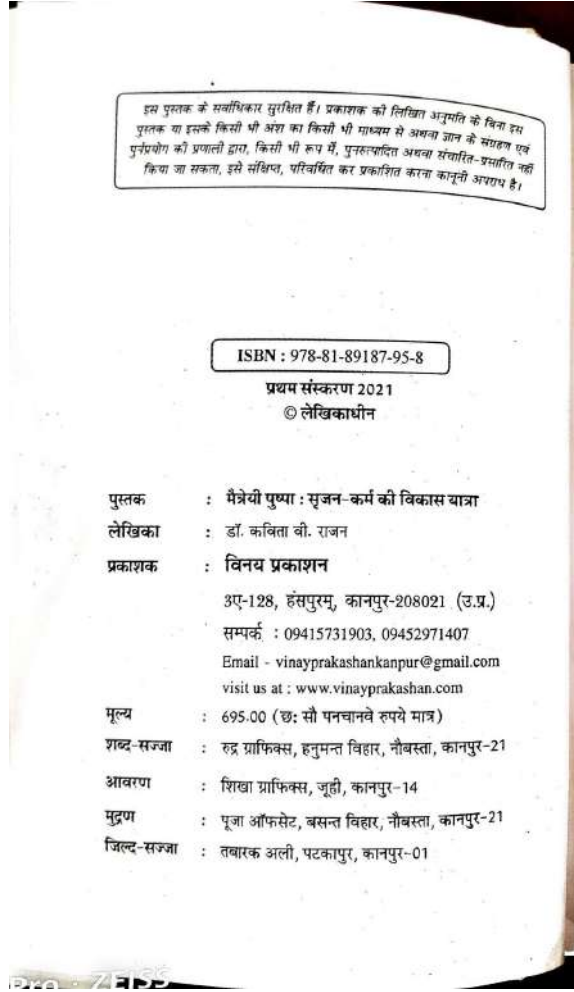 इस पुस्तक के सर्वाधिकार सुरक्षित हैं। प्रकाशक की लिखित अनुमति के बिना इस
पुस्तक या इसके किसी भी अंश का किसी भी माध्यम से अथवा ज्ञान के संग्रहण एवं
पुर्नप्रयोग की प्रणाली द्वारा, किसी भी रूप में, पुनरुत्पादित अथवा संचारित-प्रसारित नहीं
किया जा सकता, इसे संक्षिप्त, परिवर्धित कर प्रकाशित करना कानूनी अपराध है।
ISBN : 978-81-89187-95-8
प्रथम संस्करण 2021
© लेखिकाधीन
पुस्तक : मैत्रेयी पुष्पा : सृजन-कर्म की विकास यात्रा
लेखिका : डॉ. कविता वी. राजन
प्रकाशक : विनय प्रकाशन
3ए-128, हंसपुरम्, कानपुर-208021 (उ.प्र.)
सम्पर्क : 09415731903, 09452971407
Email - vinayprakashankanpur@gmail.com
visit us at : www.vinayprakashan.com
मूल्य : 695.00 (छ: सौ पनचानवे रुपये मात्र)
शब्द-सज्जा : रुद्र ग्राफिक्स, हनुमन्त विहार, नौबस्ता, कानपुर-21
आवरण : शिखा ग्राफिक्स, जूही, कानपुर-14
मुद्रण : पूजा ऑफसेट, बसन्त विहार, नौबस्ता, कानपुर-21
जिल्द-सज्जा : तबारक अली, पटकापुर, कानपुर-01
Pro · ZEISS